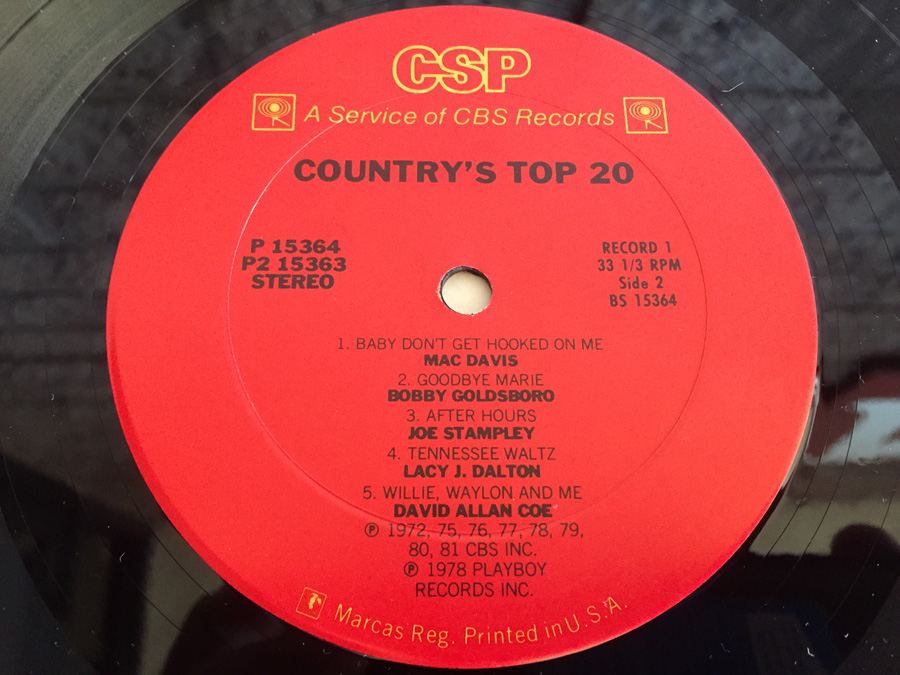 CSP
A Service of CBS Records
COUNTRY'S TOP 20
P 15364
P2 15363
STEREO
RECORD 1
33 1/3 RPM
Side 2
BS 15364
1. BABY DON'T GET HOOKED ON ME
MAC DAVIS
2. GOODBYE MARIE
BOBBY GOLDSBORO
3. AFTER HOURS
JOE STAMPLEY
4. TENNESSEE WALTZ
LACY J. DALTON
5. WILLIE, WAYLON AND ME
DAVID ALLAN COE
℗ 1972, 75, 76, 77, 78, 79,
80, 81 CBS INC.
℗ 1978 PLAYBOY
RECORDS INC.
Marcas Reg. Printed in U.S.A.